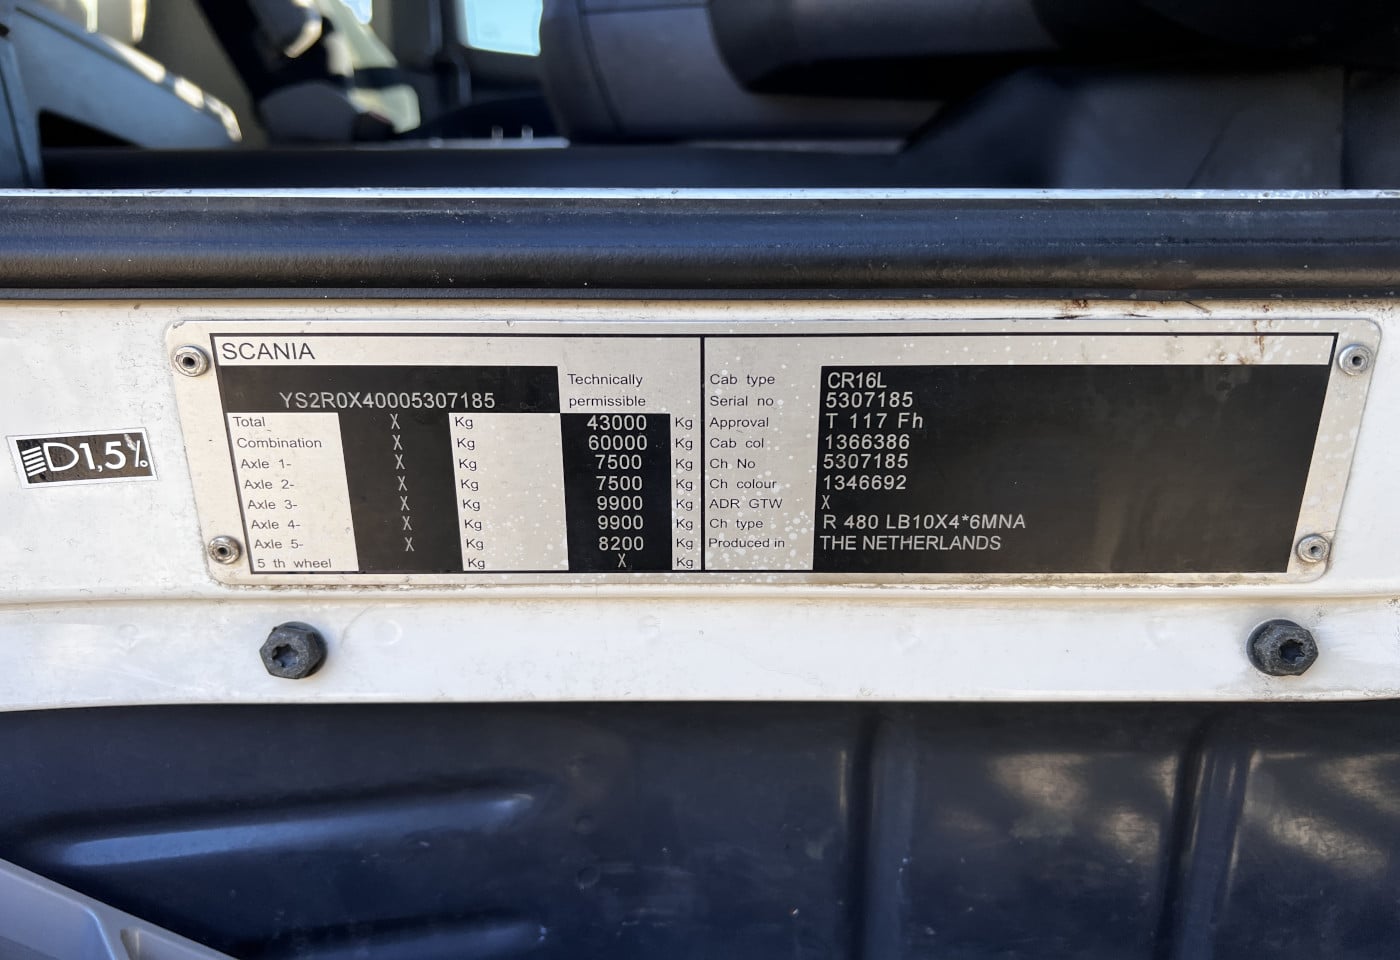 SCANIA
YS2R0X40005307185 Technically permissible
Total X Kg 43000 Kg
Combination X Kg 60000 Kg
Axle 1- X Kg 7500 Kg
Axle 2- X Kg 7500 Kg
Axle 3- X Kg 9900 Kg
Axle 4- X Kg 9900 Kg
Axle 5- X Kg 8200 Kg
5 th wheel Kg X Kg
Cab type CR16L
Serial no 5307185
Approval T 117 Fh
Cab col 1366386
Ch No 5307185
Ch colour 1346692
ADR GTW X
Ch type R 480 LB10X4*6MNA
Produced in THE NETHERLANDS
D1,5%